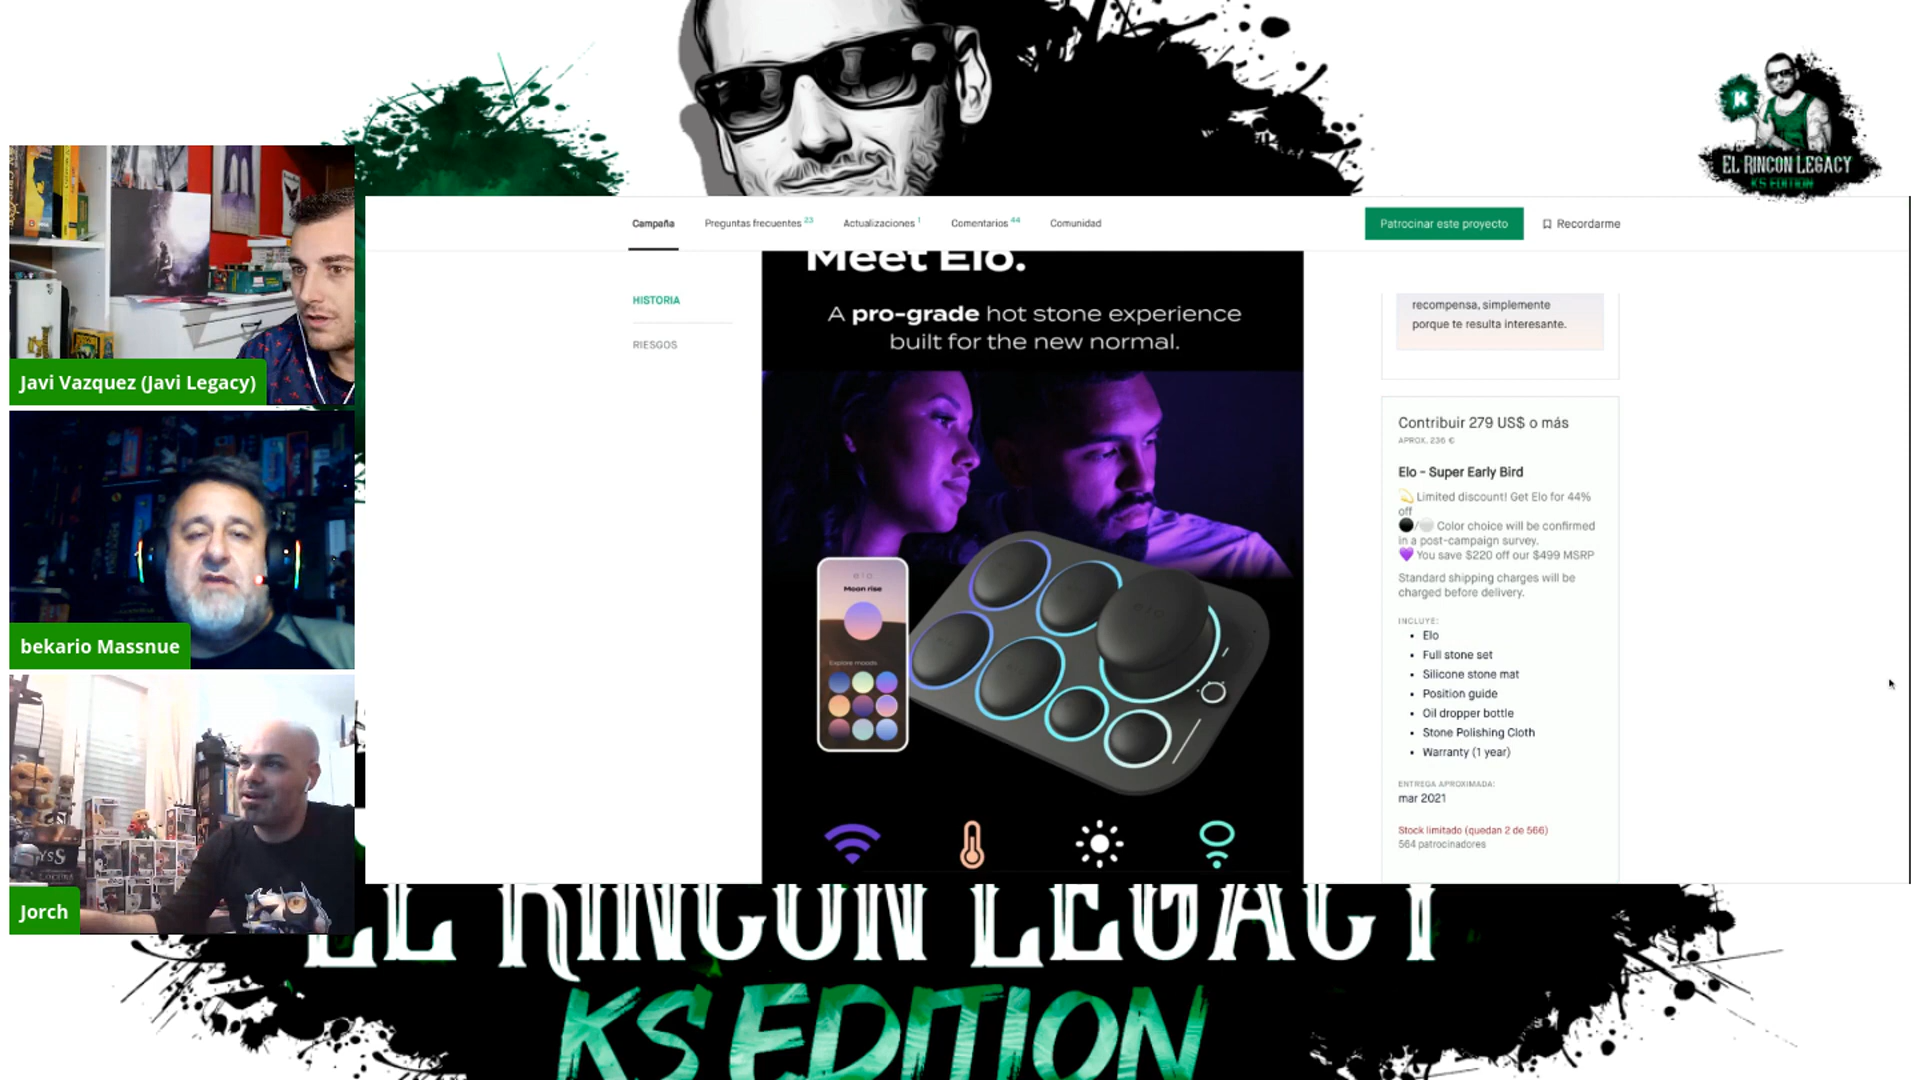 EL RINCON LEGACY
KS EDITION
Campaña
Preguntas frecuentes 23
Actualizaciones 1
Comentarios 44
Comunidad
Patrocinar este proyecto
Recordarme
HISTORIA
RIESGOS
Meet Elo.
A pro-grade hot stone experience
built for the new normal.
elo
Moon rise
Explore moods
elo
recompensa, simplemente
porque te resulta interesante.
Contribuir 279 US$ o más
APROX. 236 €
Elo - Super Early Bird
💫 Limited discount! Get Elo for 44%
off
⚫/⚪ Color choice will be confirmed
in a post-campaign survey.
💜 You save $220 off our $499 MSRP
Standard shipping charges will be
charged before delivery.
INCLUYE:
• Elo
• Full stone set
• Silicone stone mat
• Position guide
• Oil dropper bottle
• Stone Polishing Cloth
• Warranty (1 year)
ENTREGA APROXIMADA:
mar 2021
Stock limitado (quedan 2 de 566)
564 patrocinadores
Javi Vazquez (Javi Legacy)
bekario Massnue
Jorch
EL RINCON LEGACY
KS EDITION